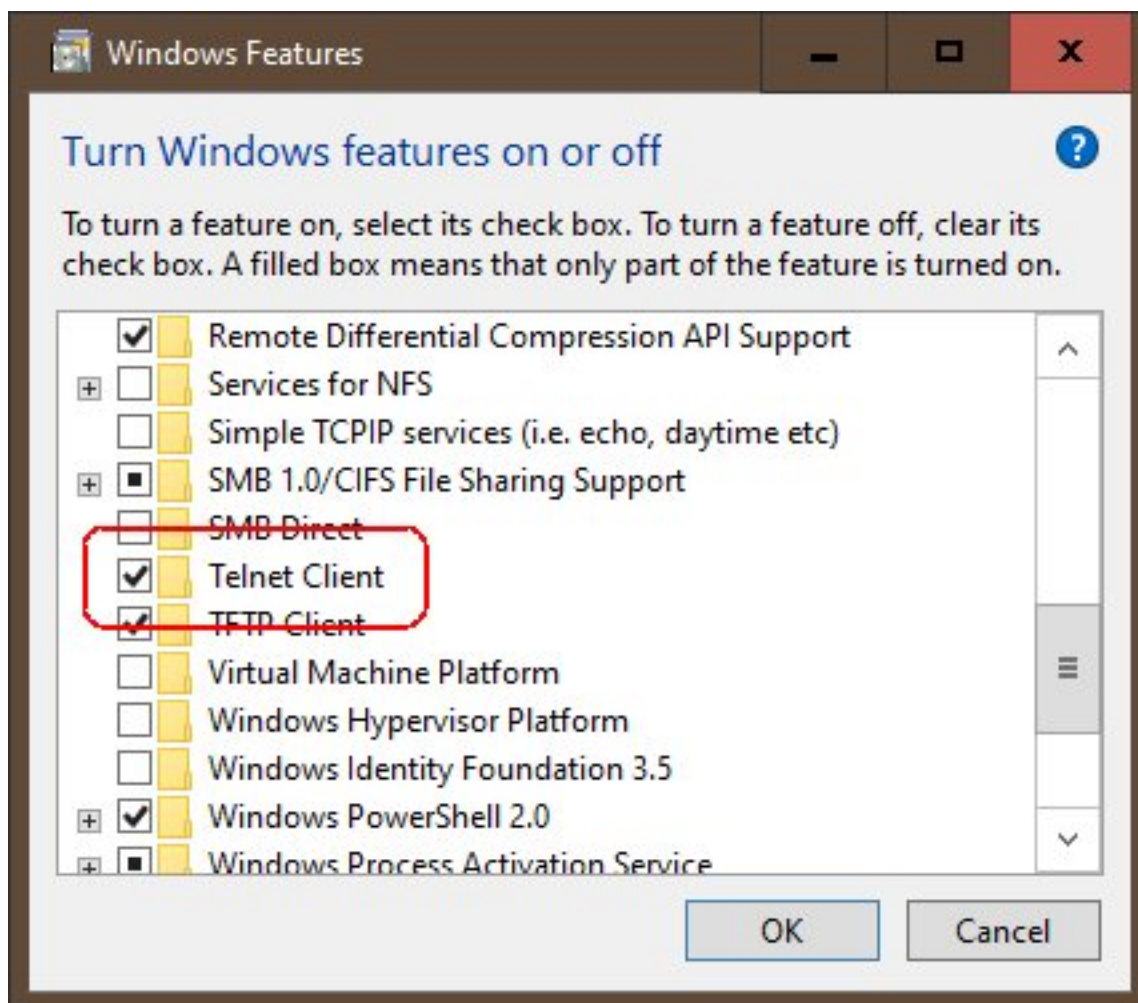 Windows Features
Turn Windows features on or off
To turn a feature on, select its check box. To turn a feature off, clear its
check box. A filled box means that only part of the feature is turned on.
Remote Differential Compression API Support
Services for NFS
Simple TCPIP services (i.e. echo, daytime etc)
SMB 1.0/CIFS File Sharing Support
SMB Direct
Telnet Client
TFTP Client
Virtual Machine Platform
Windows Hypervisor Platform
Windows Identity Foundation 3.5
Windows PowerShell 2.0
Windows Process Activation Service
OK
Cancel